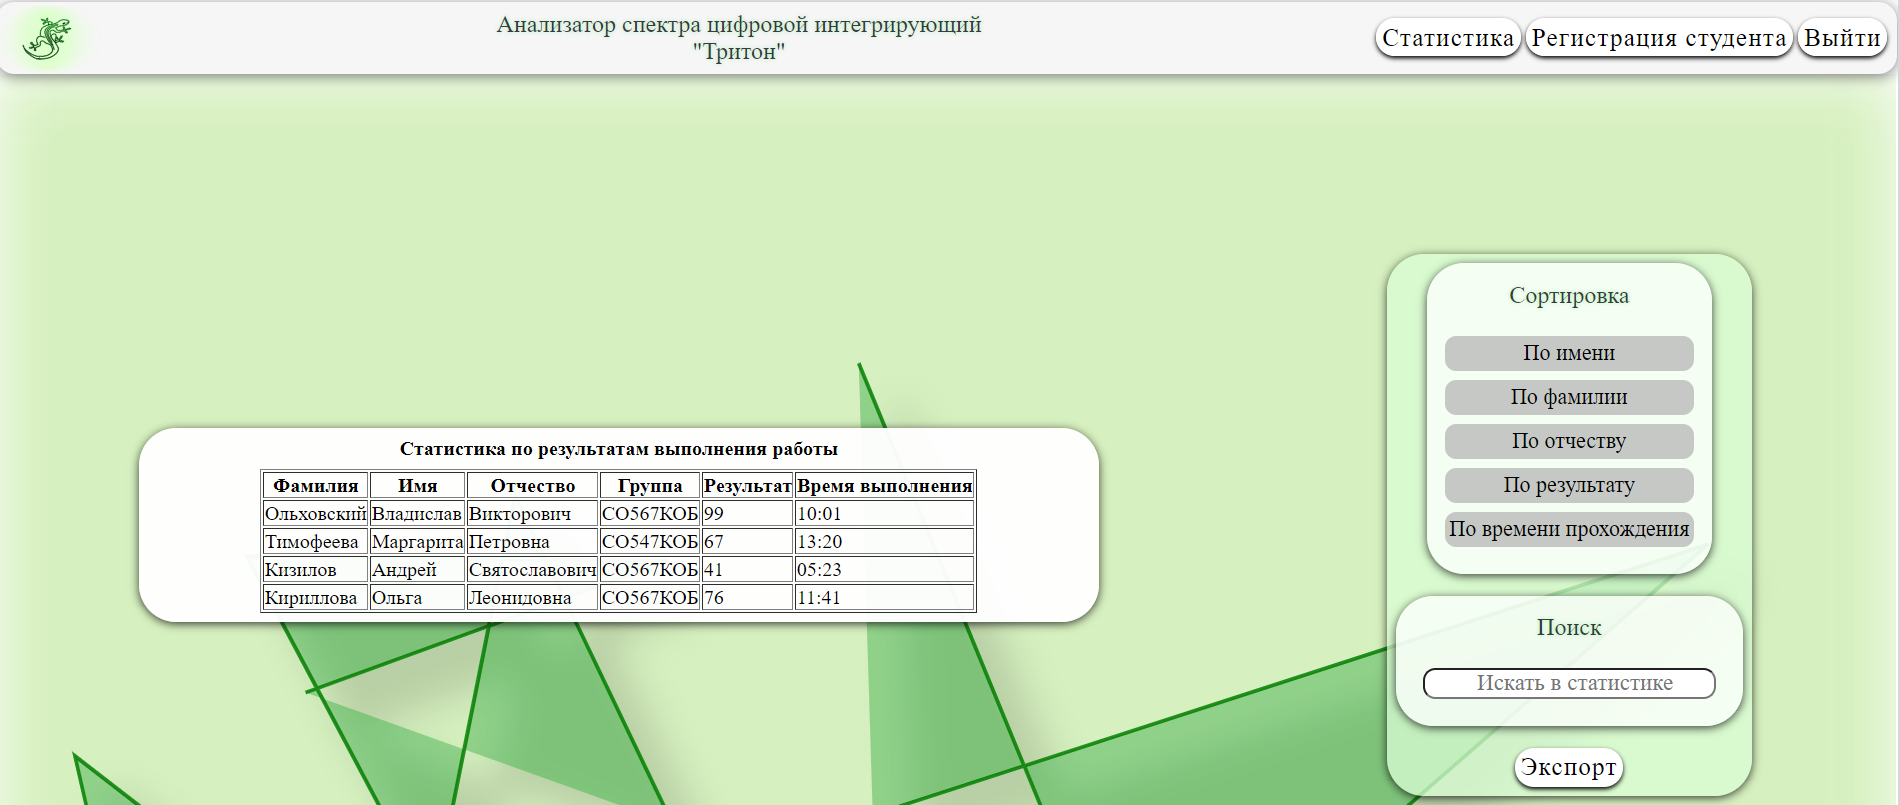 Анализатор спектра цифровой интегрирующий
"Тритон"
Статистика Регистрация студента Выйти
Статистика по результатам выполнения работы
Фамилия Имя Отчество Группа Результат Время выполнения
Ольховский Владислав Викторович СО567КОБ 99 10:01
Тимофеева Маргарита Петровна СО547КОБ 67 13:20
Кизилов Андрей Святославович СО567КОБ 41 05:23
Кириллова Ольга Леонидовна СО567КОБ 76 11:41
Сортировка
По имени
По фамилии
По отчеству
По результату
По времени прохождения
Поиск
Искать в статистике
Экспорт